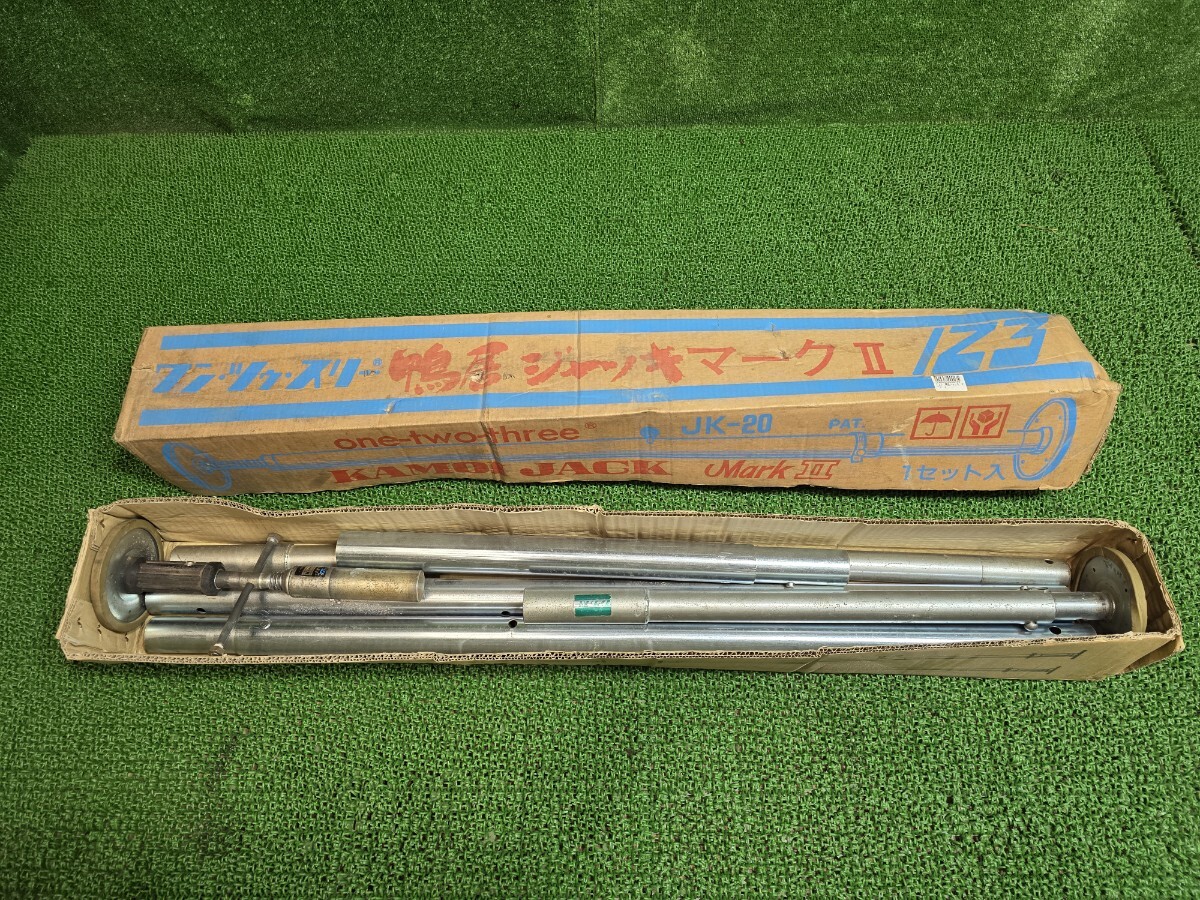 ワン・ツゥ・スリー® 鴨居ジャッキマークⅡ 123
one-two-three® JK-20 PAT.
KAMOI JACK Mark II 1セット入